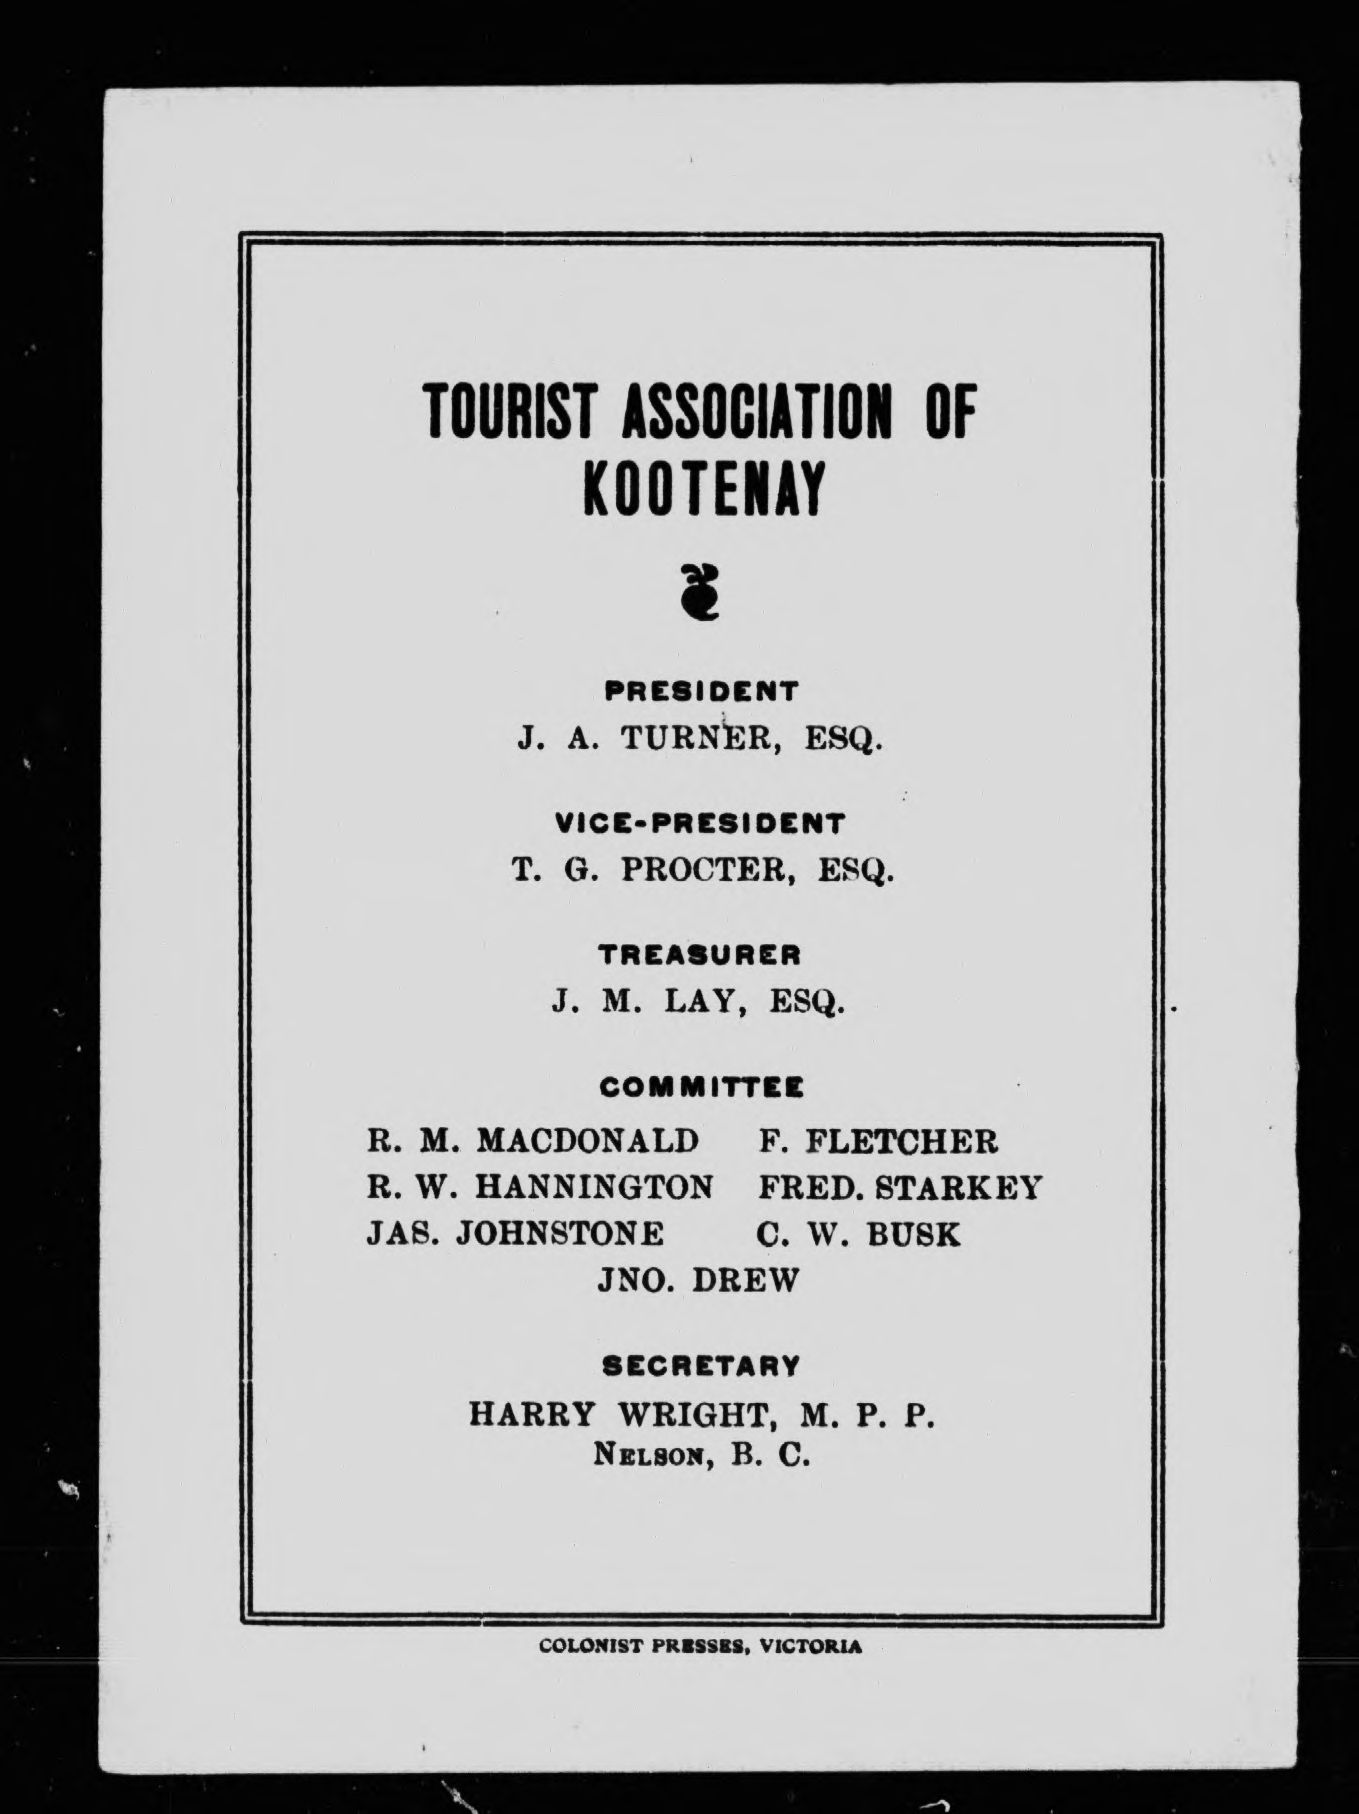 TOURIST ASSOCIATION OF
KOOTENAY
PRESIDENT
J. A. TURNER, ESQ.
VICE-PRESIDENT
T. G. PROCTER, ESQ.
TREASURER
J. M. LAY, ESQ.
COMMITTEE
R. M. MACDONALD F. FLETCHER
R. W. HANNINGTON FRED. STARKEY
JAS. JOHNSTONE C. W. BUSK
JNO. DREW
SECRETARY
HARRY WRIGHT, M. P. P.
NELSON, B. C.
COLONIST PRESSES, VICTORIA